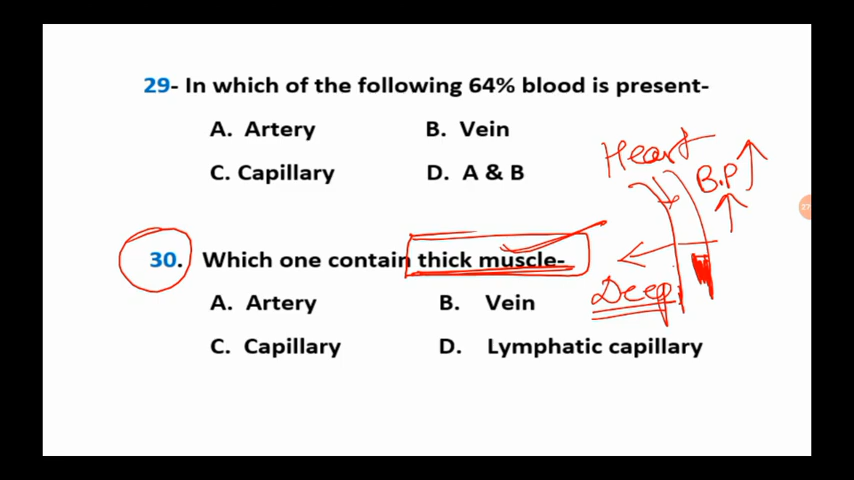 29- In which of the following 64% blood is present-
A. Artery B. Vein
C. Capillary D. A & B
Heart
B.P
30. Which one contain thick muscle-
Deep
A. Artery B. Vein
C. Capillary D. Lymphatic capillary